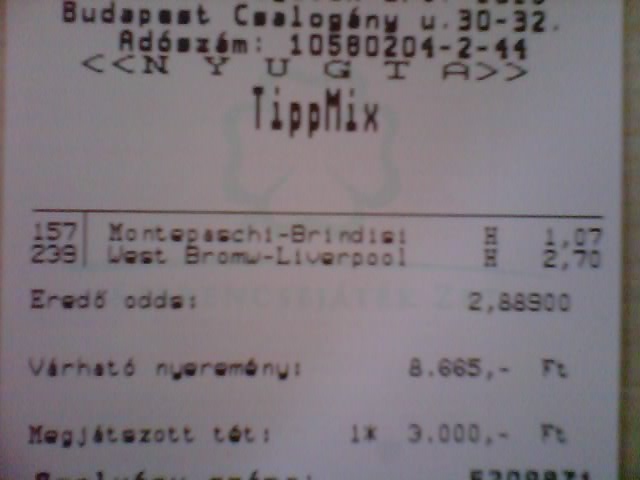 Budapest Csalogány u.30-32.
Adószám: 10580204-2-44
<<N Y U G T A>>
TippMix
157 Montepaschi-Brindisi H 1,07
239 West Bromw-Liverpool H 2,70
Eredő odds: 2,88900
Várható nyeremény: 8.665,- Ft
Megjátszott tét: 1* 3.000,- Ft